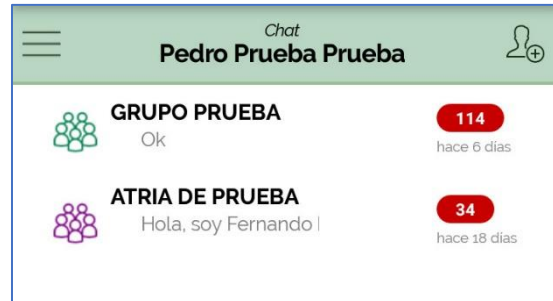 Chat
Pedro Prueba Prueba
GRUPO PRUEBA
114
Ok
hace 6 días
ATRIA DE PRUEBA
34
Hola, soy Fernando
hace 18 días